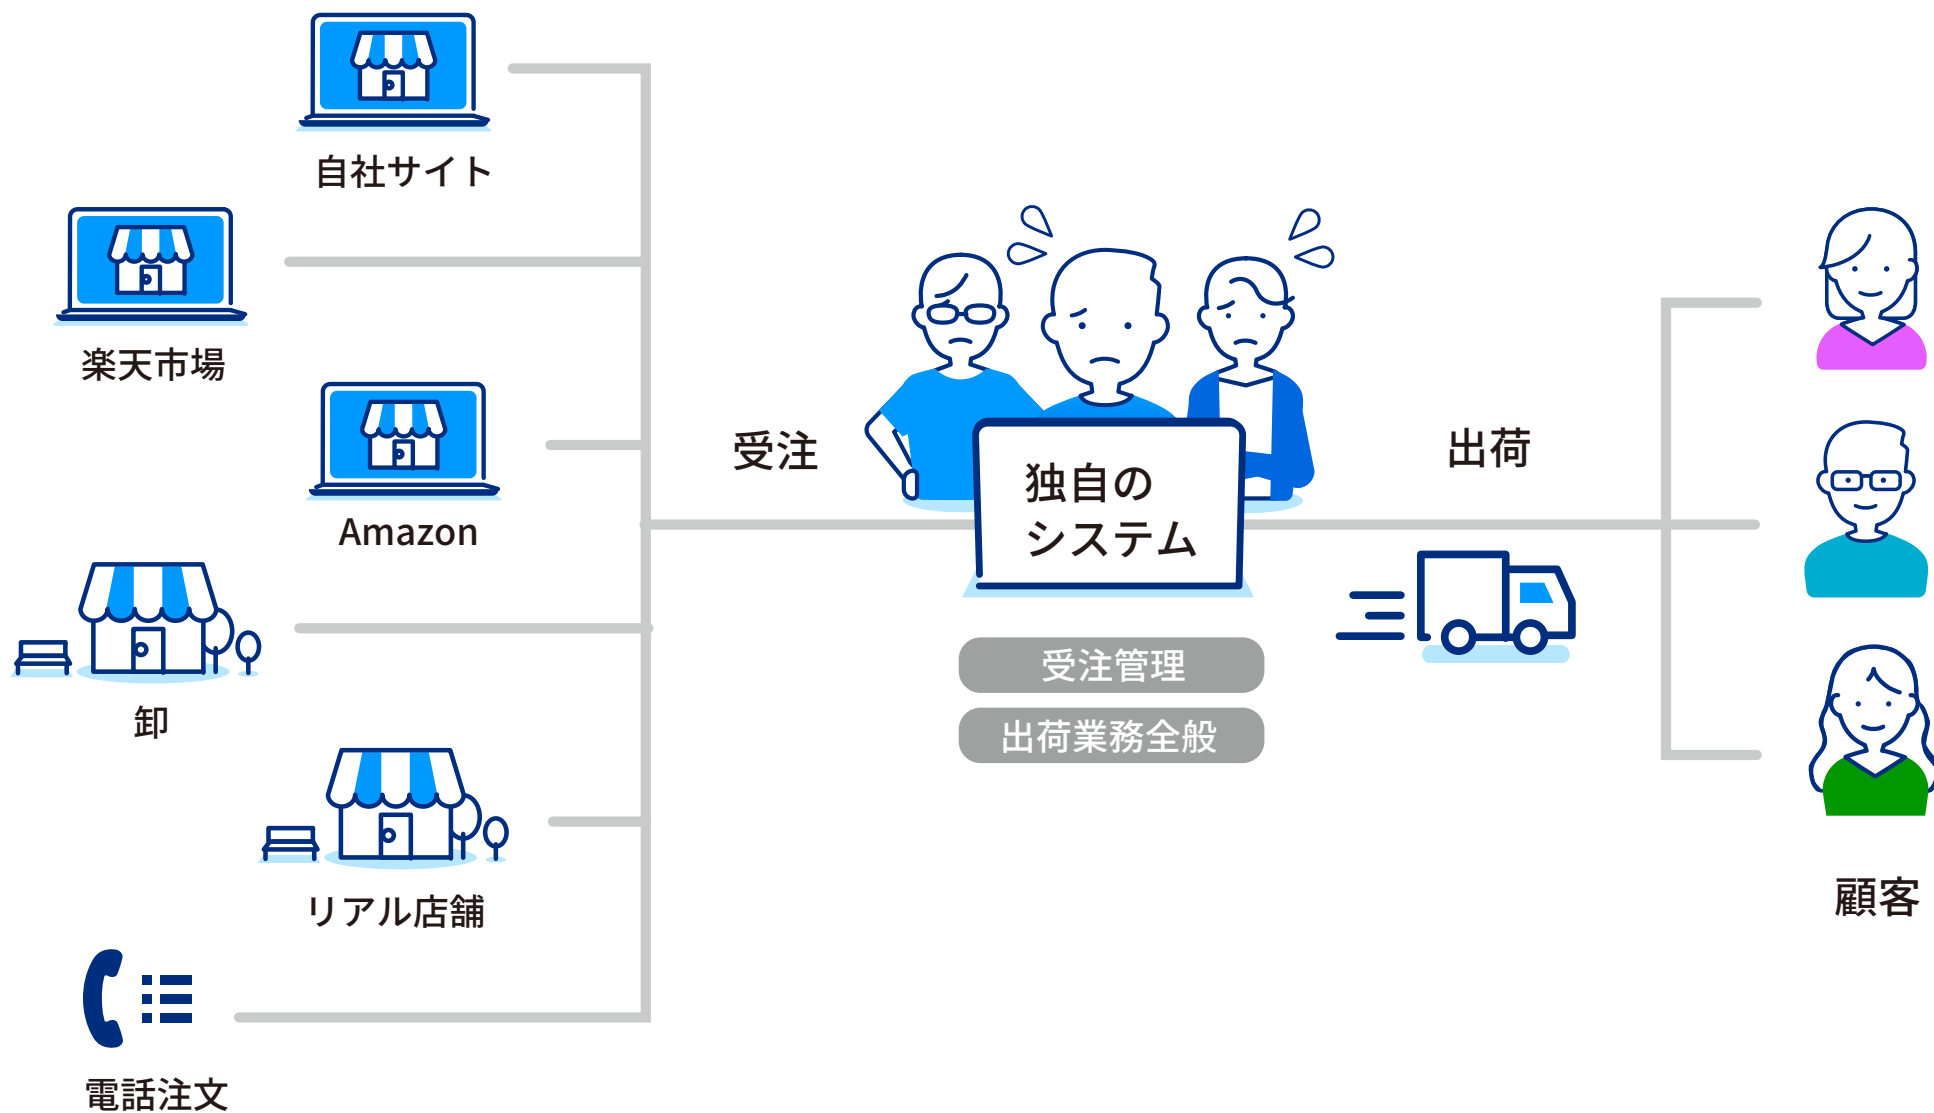 自社サイト
楽天市場
Amazon
卸
リアル店舗
電話注文
受注
独自の
システム
受注管理
出荷業務全般
出荷
顧客